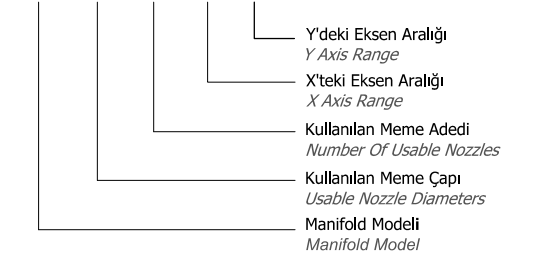 Y'deki Eksen Aralığı
Y Axis Range
X'teki Eksen Aralığı
X Axis Range
Kullanılan Meme Adedi
Number Of Usable Nozzles
Kullanılan Meme Çapı
Usable Nozzle Diameters
Manifold Modeli
Manifold Model